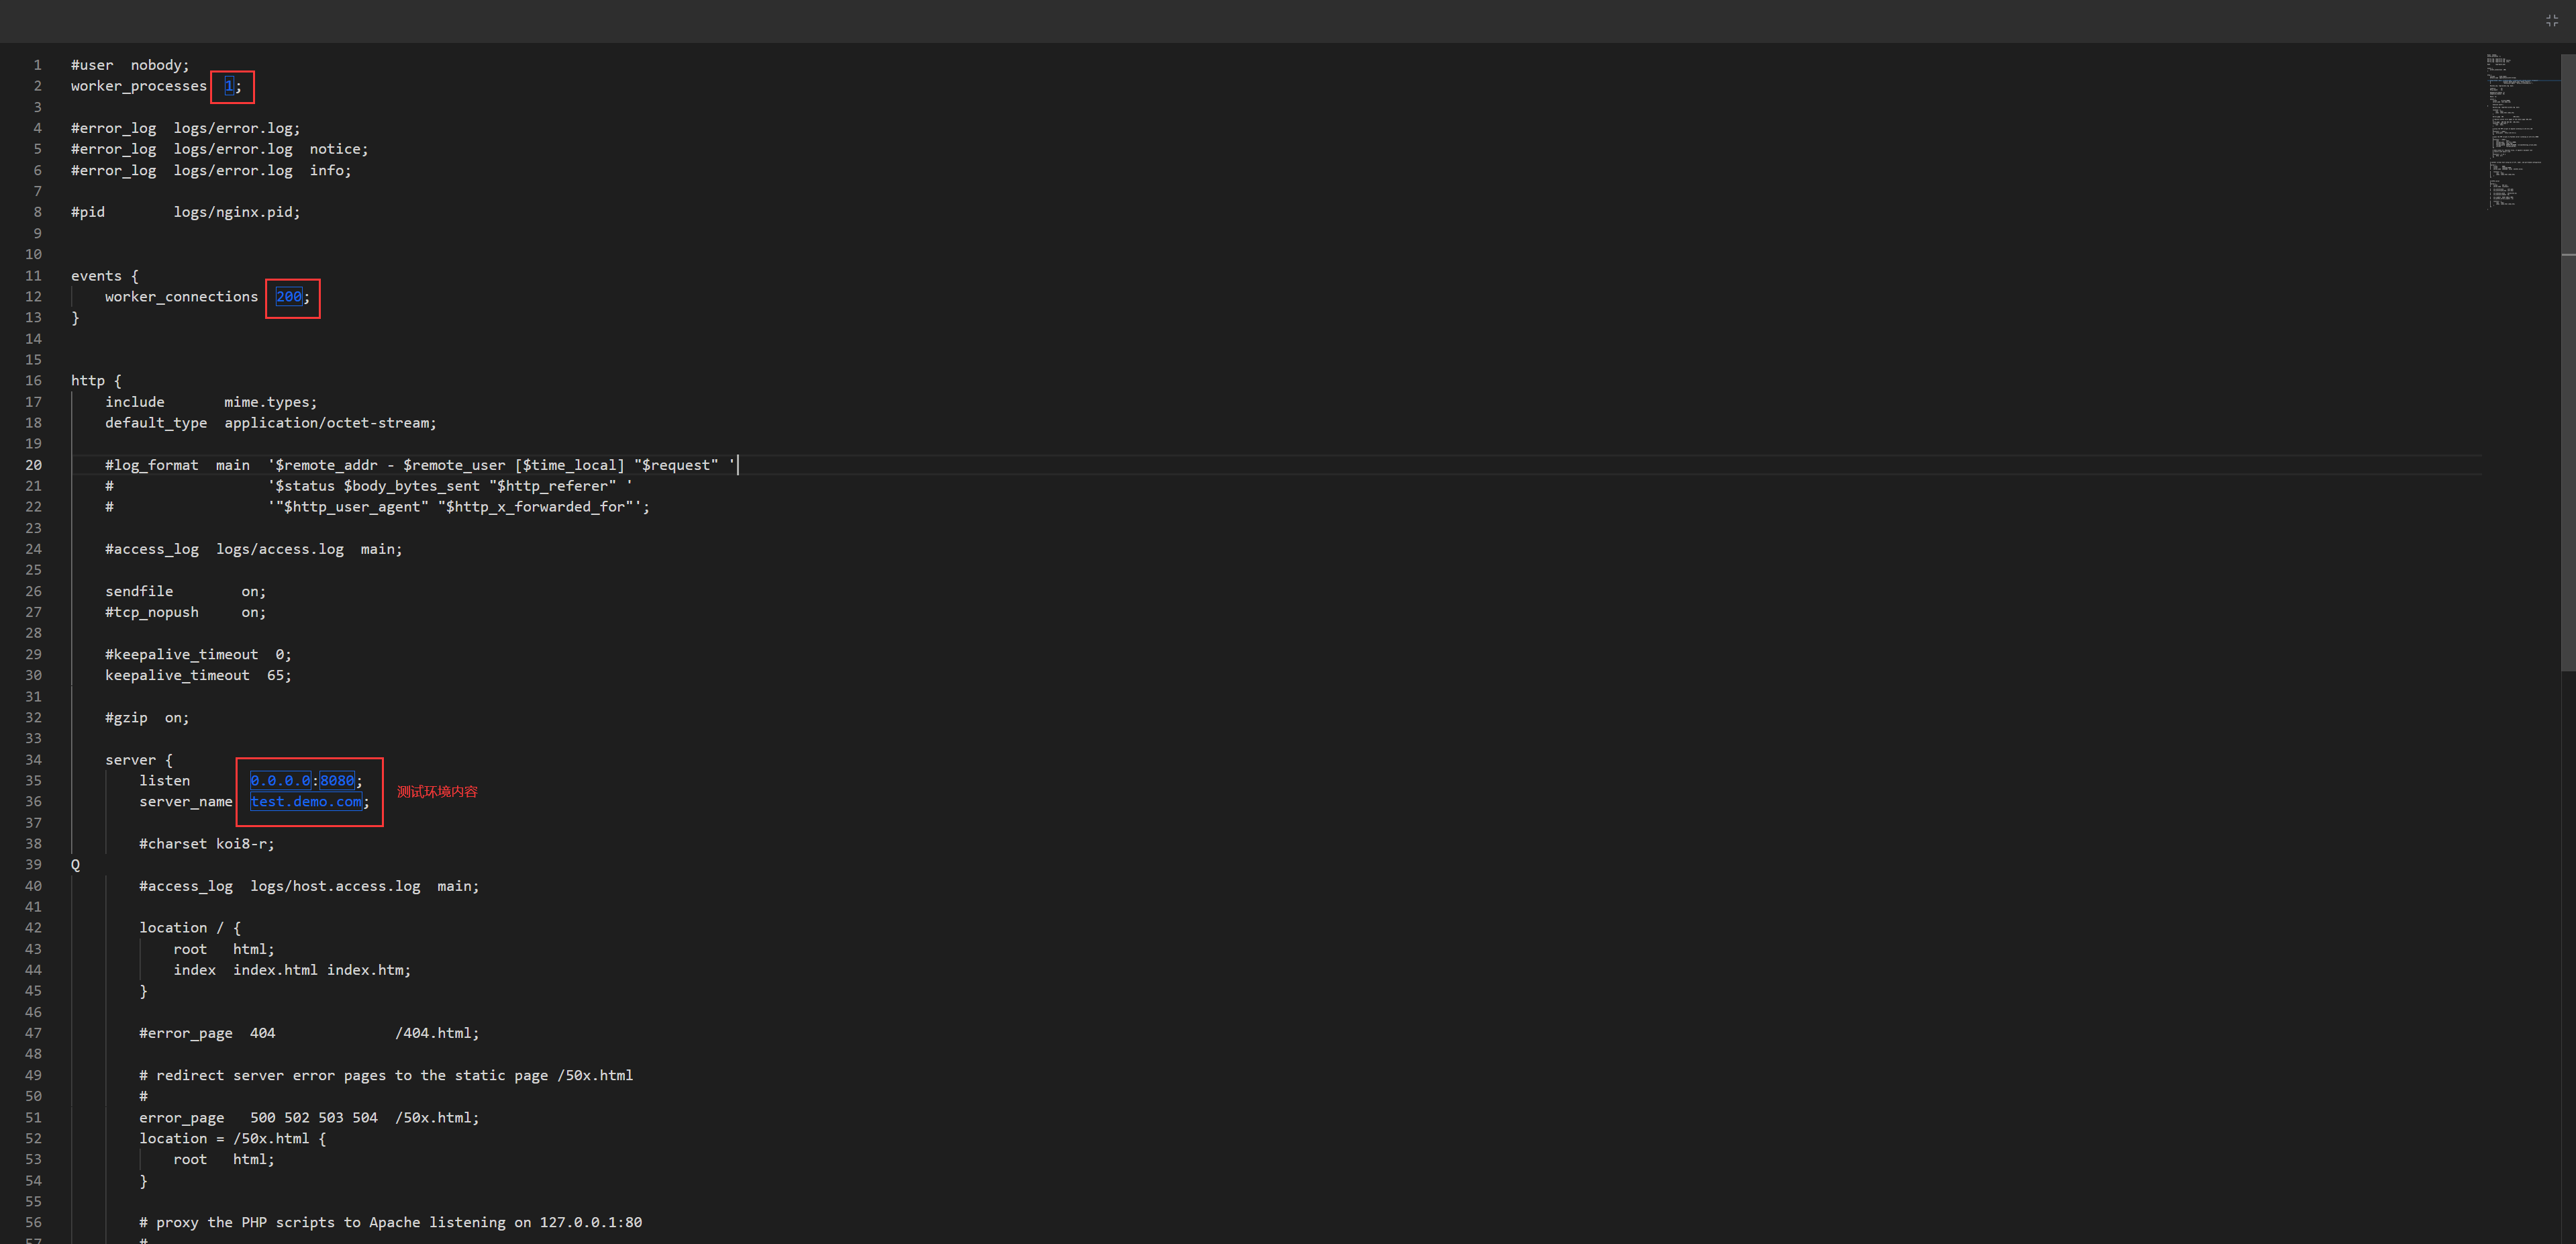 1 #user  nobody;
2 worker_processes  1;
3
4 #error_log  logs/error.log;
5 #error_log  logs/error.log  notice;
6 #error_log  logs/error.log  info;
7
8 #pid        logs/nginx.pid;
9
10
11 events {
12     worker_connections  200;
13 }
14
15
16 http {
17     include       mime.types;
18     default_type  application/octet-stream;
19
20     #log_format  main  '$remote_addr - $remote_user [$time_local] "$request" '
21     #                  '$status $body_bytes_sent "$http_referer" '
22     #                  '"$http_user_agent" "$http_x_forwarded_for"';
23
24     #access_log  logs/access.log  main;
25
26     sendfile        on;
27     #tcp_nopush     on;
28
29     #keepalive_timeout  0;
30     keepalive_timeout  65;
31
32     #gzip  on;
33
34     server {
35         listen       0.0.0.0:8080;
36         server_name  test.demo.com;
测试环境内容
37
38         #charset koi8-r;
39 Q
40         #access_log  logs/host.access.log  main;
41
42         location / {
43             root   html;
44             index  index.html index.htm;
45         }
46
47         #error_page  404              /404.html;
48
49         # redirect server error pages to the static page /50x.html
50         #
51         error_page   500 502 503 504  /50x.html;
52         location = /50x.html {
53             root   html;
54         }
55
56         # proxy the PHP scripts to Apache listening on 127.0.0.1:80
57         #